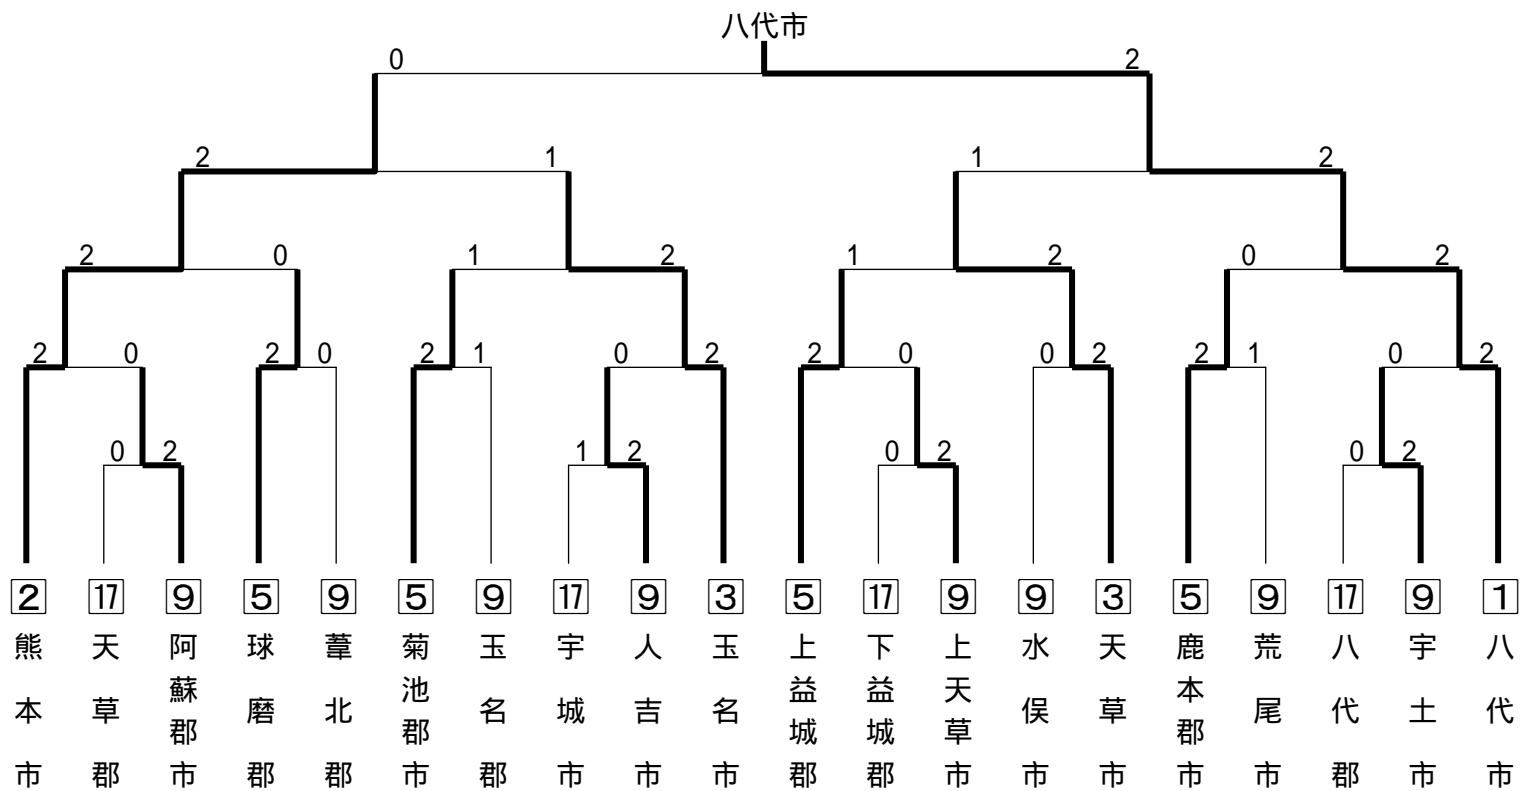 八代市
0 2
2 1 1 2
2 0 1 2 1 2 0 2
2 0 2 0 2 1 0 2 2 0 0 2 2 1 0 2
0 2 1 2 0 2 0 2
2 17 9 5 9 5 9 17 9 3 5 17 9 9 3 5 9 17 9 1
熊本市
天草郡
阿蘇郡市
球磨郡
葦北郡
菊池郡市
玉名郡
宇城市
人吉市
玉名市
上益城郡
下益城郡
上天草市
水俣市
天草市
鹿本郡市
荒尾市
八代郡
宇土市
八代市